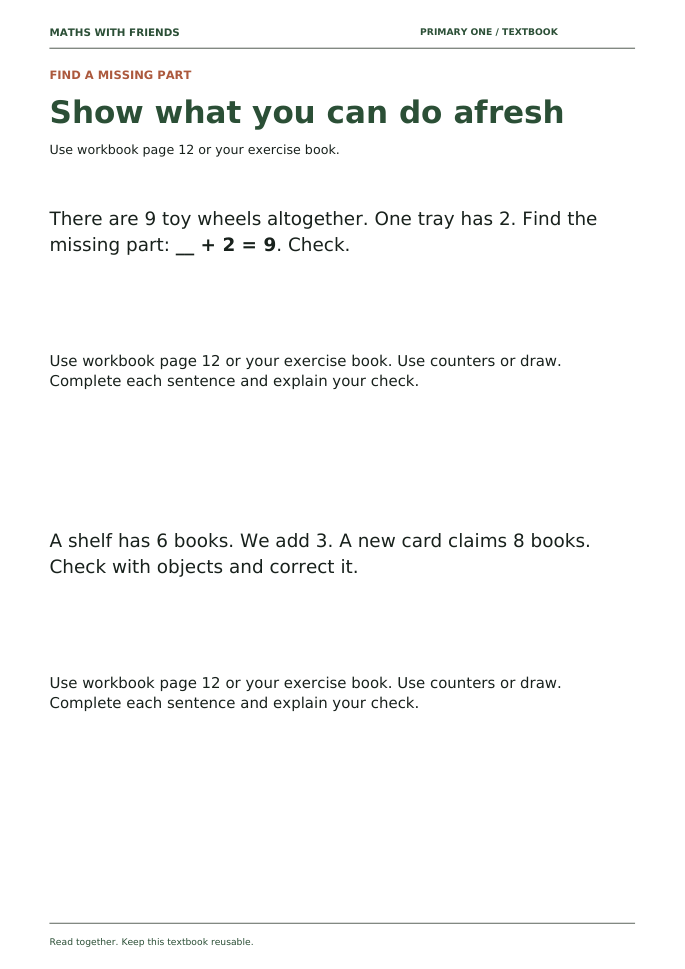 MATHS WITH FRIENDS
PRIMARY ONE / TEXTBOOK
FIND A MISSING PART
Show what you can do afresh
Use workbook page 12 or your exercise book.
There are 9 toy wheels altogether. One tray has 2. Find the
missing part: __ + 2 = 9. Check.
Use workbook page 12 or your exercise book. Use counters or draw.
Complete each sentence and explain your check.
A shelf has 6 books. We add 3. A new card claims 8 books.
Check with objects and correct it.
Use workbook page 12 or your exercise book. Use counters or draw.
Complete each sentence and explain your check.
Read together. Keep this textbook reusable.